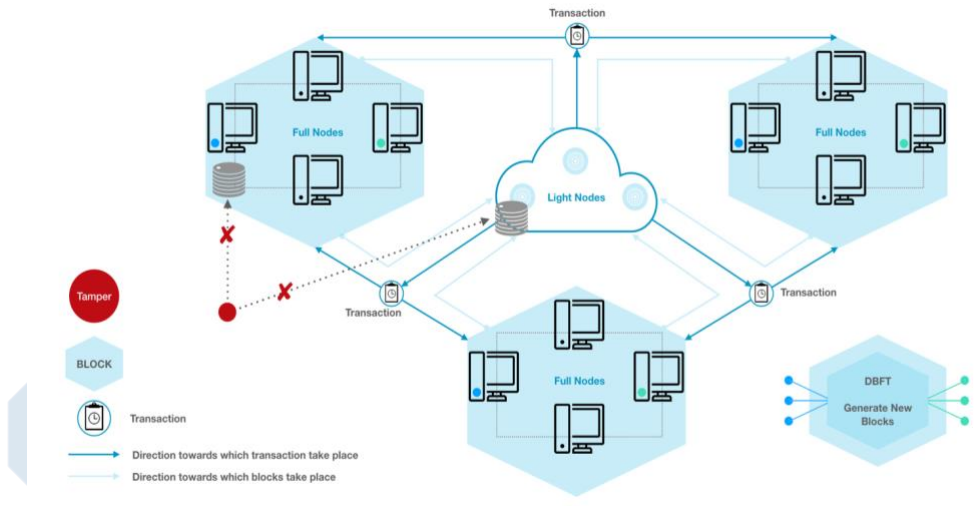 Transaction
Full Nodes
Full Nodes
Light Nodes
Tamper
Transaction
Transaction
BLOCK
Full Nodes
DBFT
Generate New
Blocks
Transaction
Direction towards which transaction take place
Direction towards which blocks take place